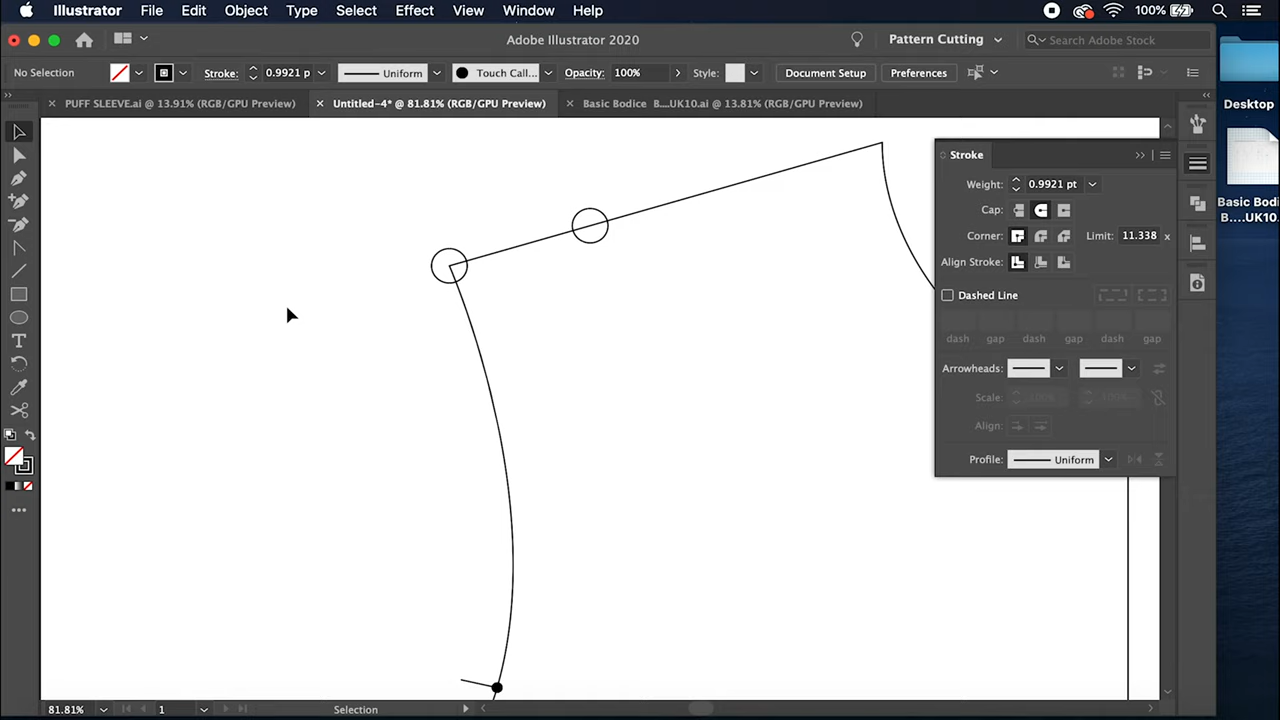 Illustrator File Edit Object Type Select Effect View Window Help 100%
Adobe Illustrator 2020 Pattern Cutting Search Adobe Stock
No Selection Stroke: 0.9921 p Uniform Touch Call... Opacity: 100% Style: Document Setup Preferences
PUFF SLEEVE.ai @ 13.91% (RGB/GPU Preview) Untitled-4* @ 81.81% (RGB/GPU Preview) Basic Bodice B....UK10.ai @ 13.81% (RGB/GPU Preview)
Desktop
Stroke
Weight: 0.9921 pt
Cap:
Basic Bodi
B....UK10.
Corner: Limit: 11.338 x
Align Stroke:
Dashed Line
dash gap dash gap dash gap
Arrowheads:
Scale: 100% 100%
Align:
Profile: Uniform
81.81% 1 Selection